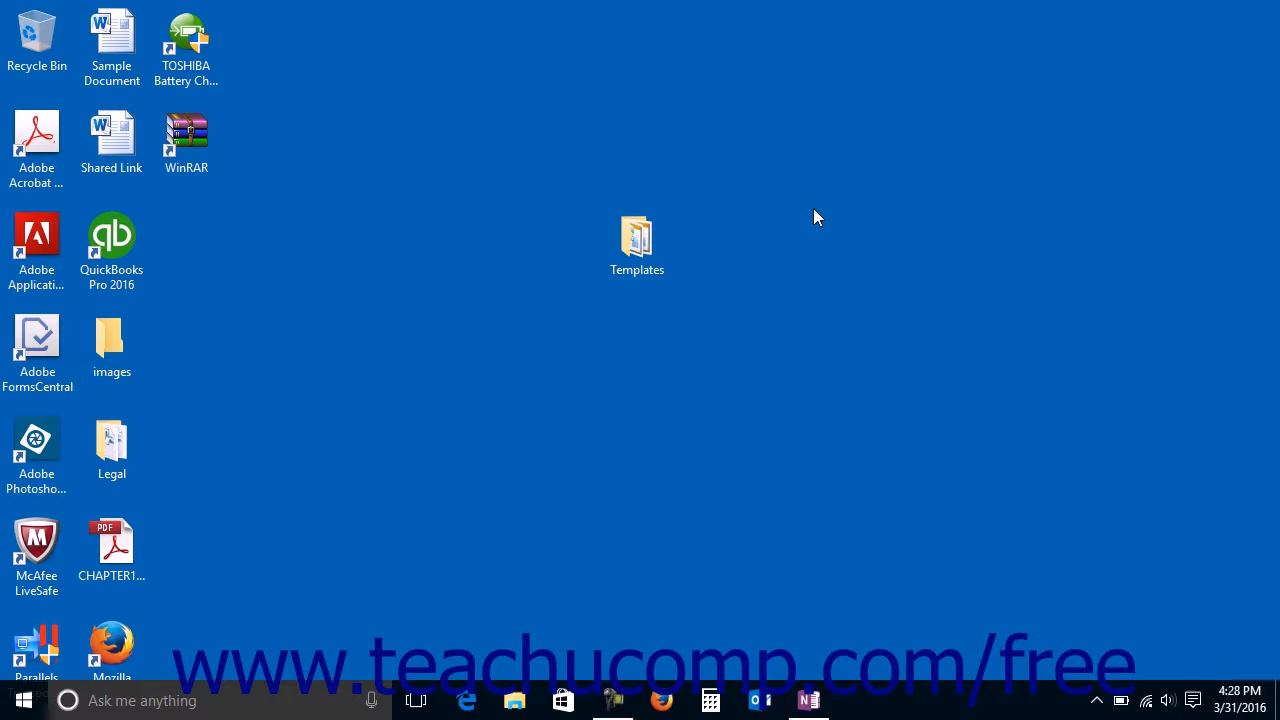 Recycle Bin
Sample
Document
TOSHIBA
Battery Ch...
Adobe
Acrobat ...
Shared Link
WinRAR
Adobe
Applicati...
QuickBooks
Pro 2016
Templates
Adobe
FormsCentral
images
Adobe
Photosho...
Legal
McAfee
LiveSafe
PDF
CHAPTER1...
Parallels
Mozilla
www.teachucomp.com/free
Ask me anything
4:28 PM
3/31/2016